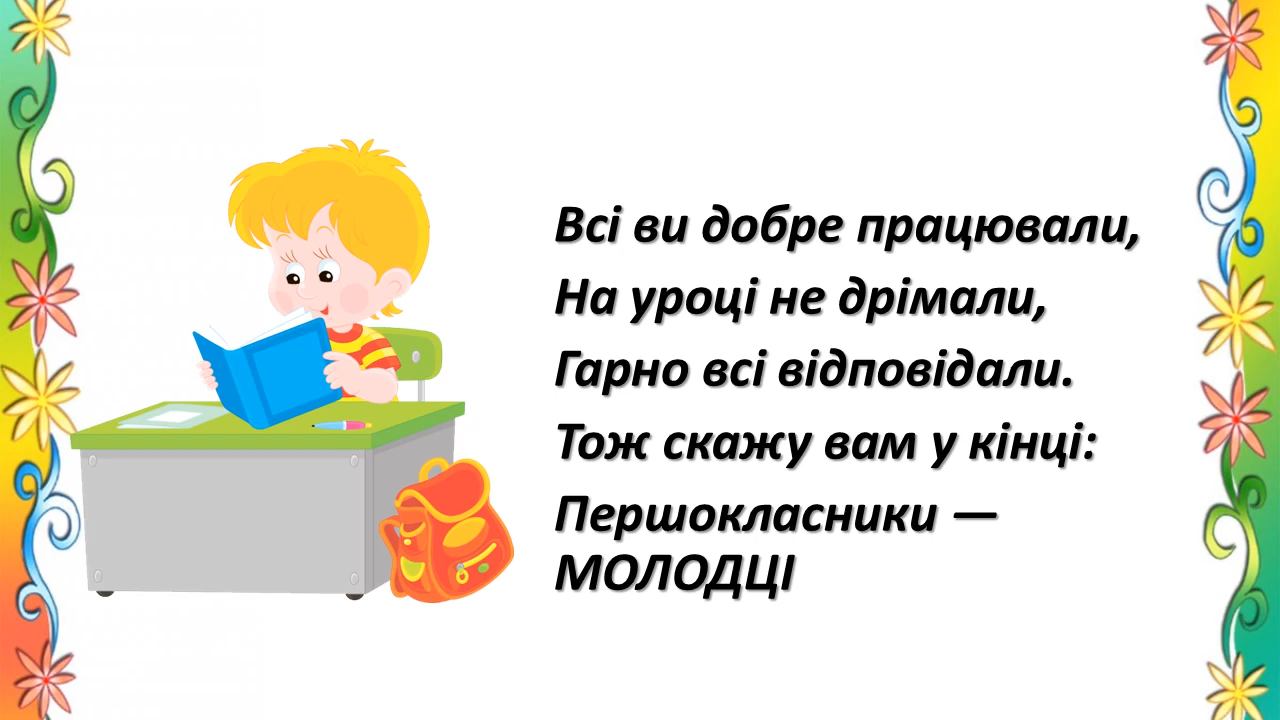 Всі ви добре працювали,
На уроці не дрімали,
Гарно всі відповідали.
Тож скажу вам у кінці:
Першокласники —
МОЛОДЦІ